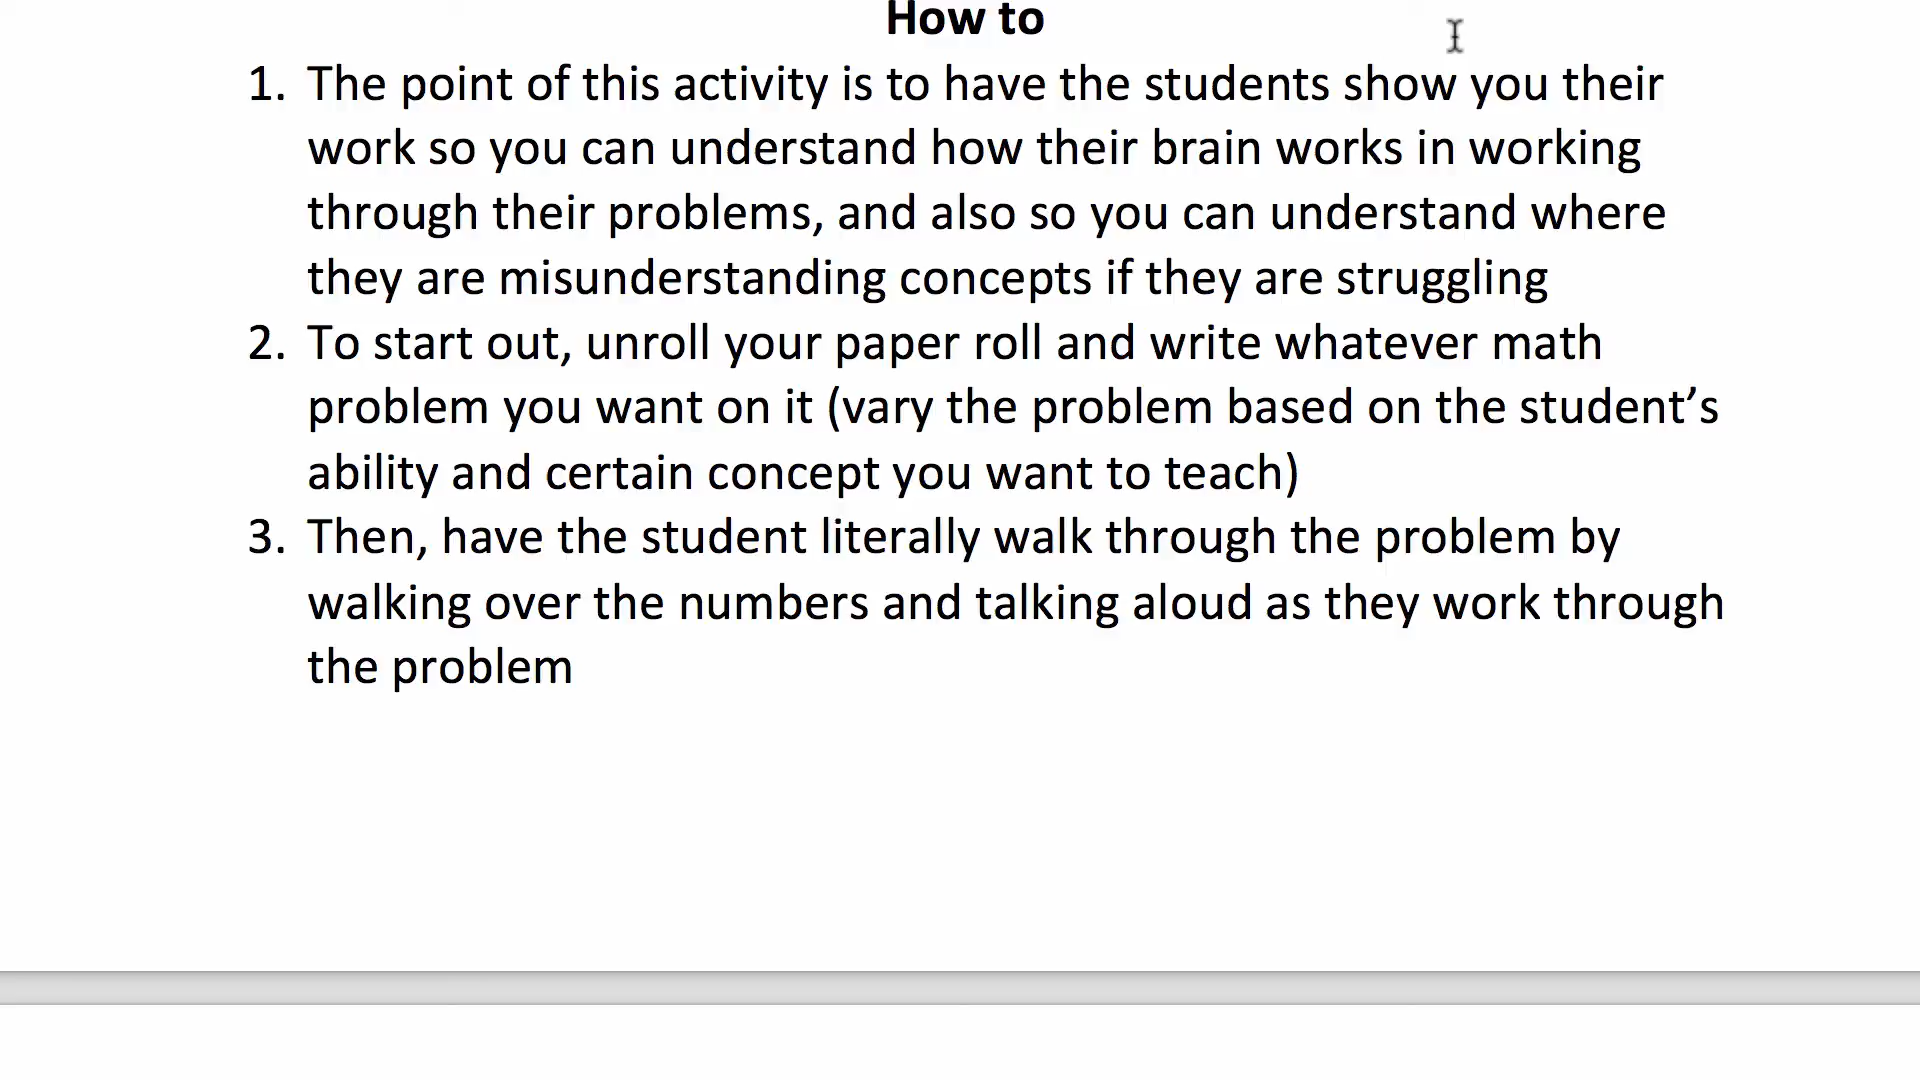 How to
1. The point of this activity is to have the students show you their
work so you can understand how their brain works in working
through their problems, and also so you can understand where
they are misunderstanding concepts if they are struggling
2. To start out, unroll your paper roll and write whatever math
problem you want on it (vary the problem based on the student’s
ability and certain concept you want to teach)
3. Then, have the student literally walk through the problem by
walking over the numbers and talking aloud as they work through
the problem